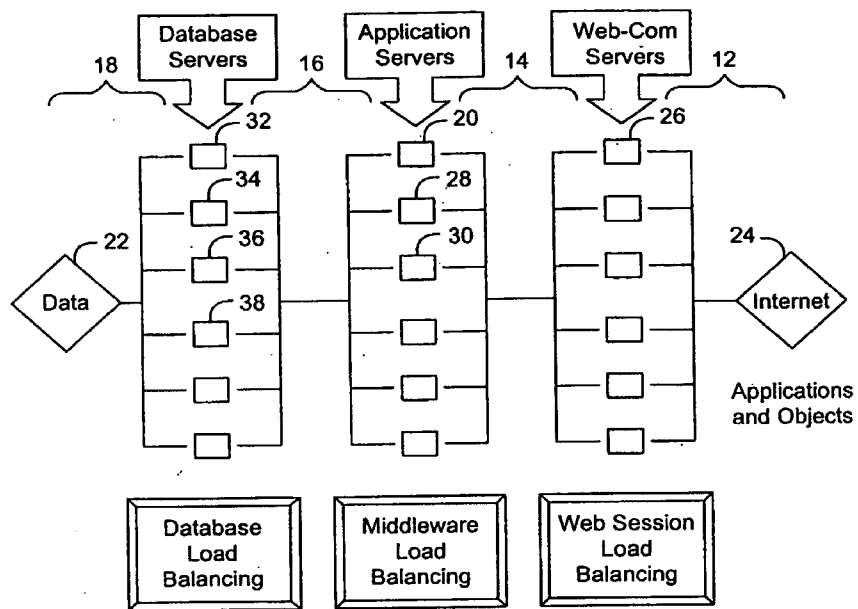 Database
Servers
Application
Servers
Web-Com
Servers
18
16
14
12
32
20
26
34
28
22
36
30
24
38
Data
Internet
Applications
and Objects
Database
Load
Balancing
Middleware
Load
Balancing
Web Session
Load
Balancing